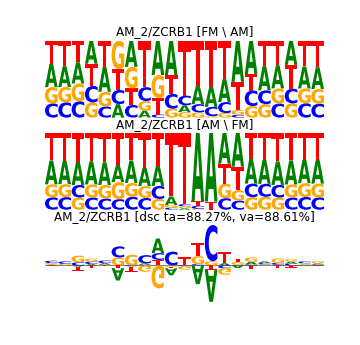 AM_2/ZCRB1 [FM \ AM]
AM_2/ZCRB1 [AM \ FM]
AM_2/ZCRB1 [dsc ta=88.27%, va=88.61%]